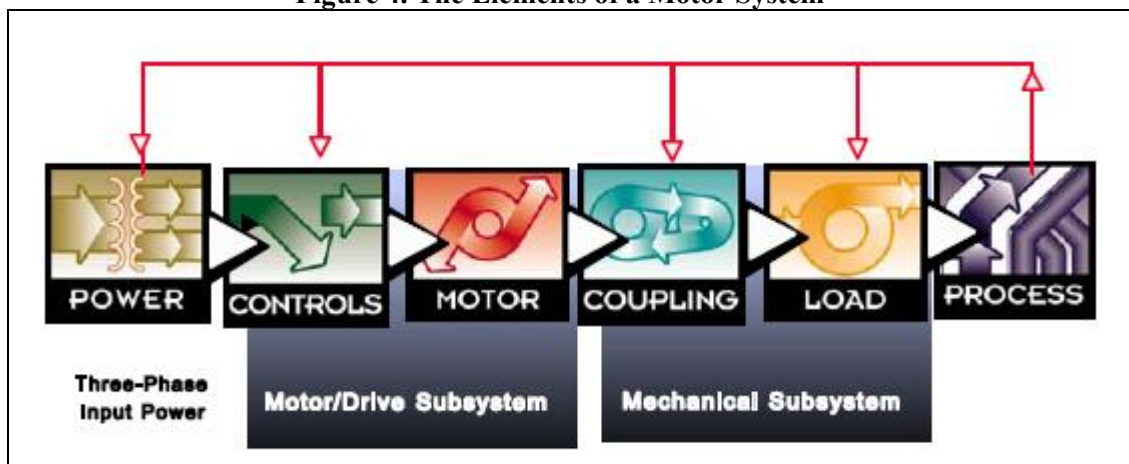 Figure 4. The Elements of a Motor System
POWER
CONTROLS
MOTOR
COUPLING
LOAD
PROCESS
Three-Phase
Input Power
Motor/Drive Subsystem
Mechanical Subsystem